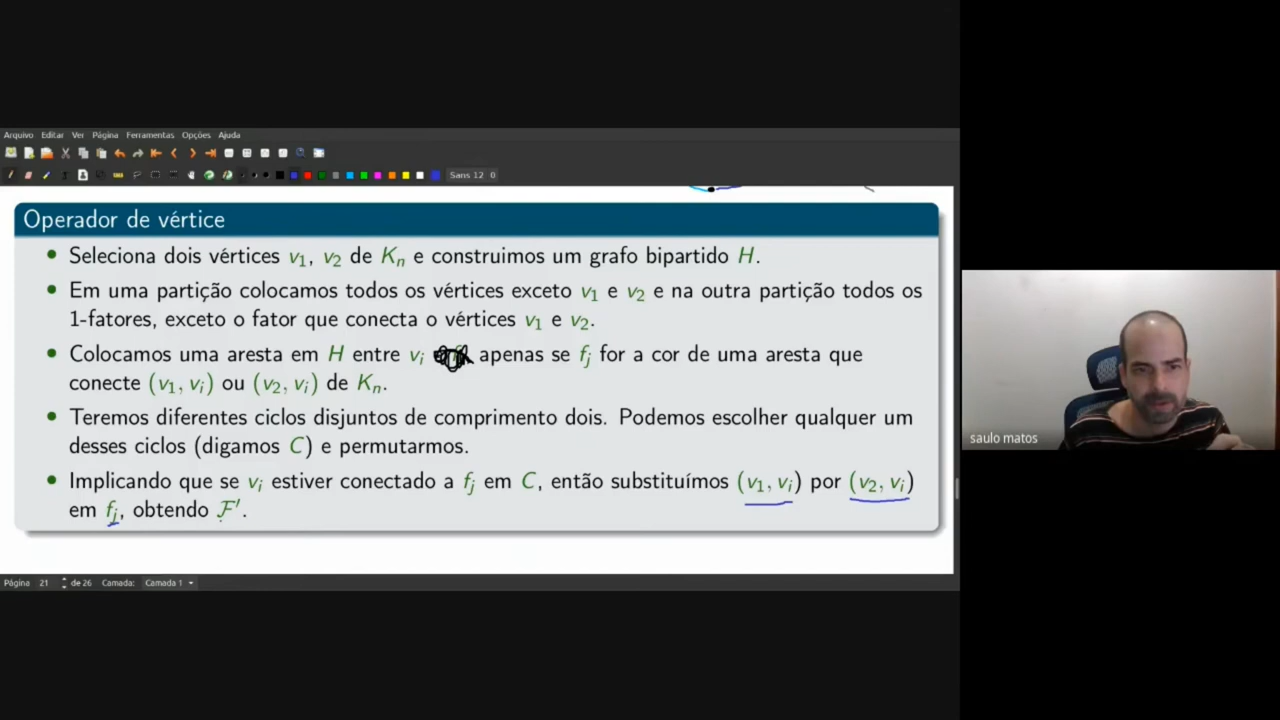 Arquivo Editar Ver Página Ferramentas Opções Ajuda
Sans 12 0
Operador de vértice
Seleciona dois vértices v₁, v₂ de Kₙ e construimos um grafo bipartido H.
Em uma partição colocamos todos os vértices exceto v₁ e v₂ e na outra partição todos os
1-fatores, exceto o fator que conecta o vértices v₁ e v₂.
Colocamos uma aresta em H entre vᵢ apenas se fⱼ for a cor de uma aresta que
conecte (v₁, vᵢ) ou (v₂, vᵢ) de Kₙ.
Teremos diferentes ciclos disjuntos de comprimento dois. Podemos escolher qualquer um
desses ciclos (digamos C) e permutarmos.
Implicando que se vᵢ estiver conectado a fⱼ em C, então substituímos (v₁, vᵢ) por (v₂, vᵢ)
em fⱼ, obtendo F′.
saulo matos
Página 21 de 26 Camada: Camada 1